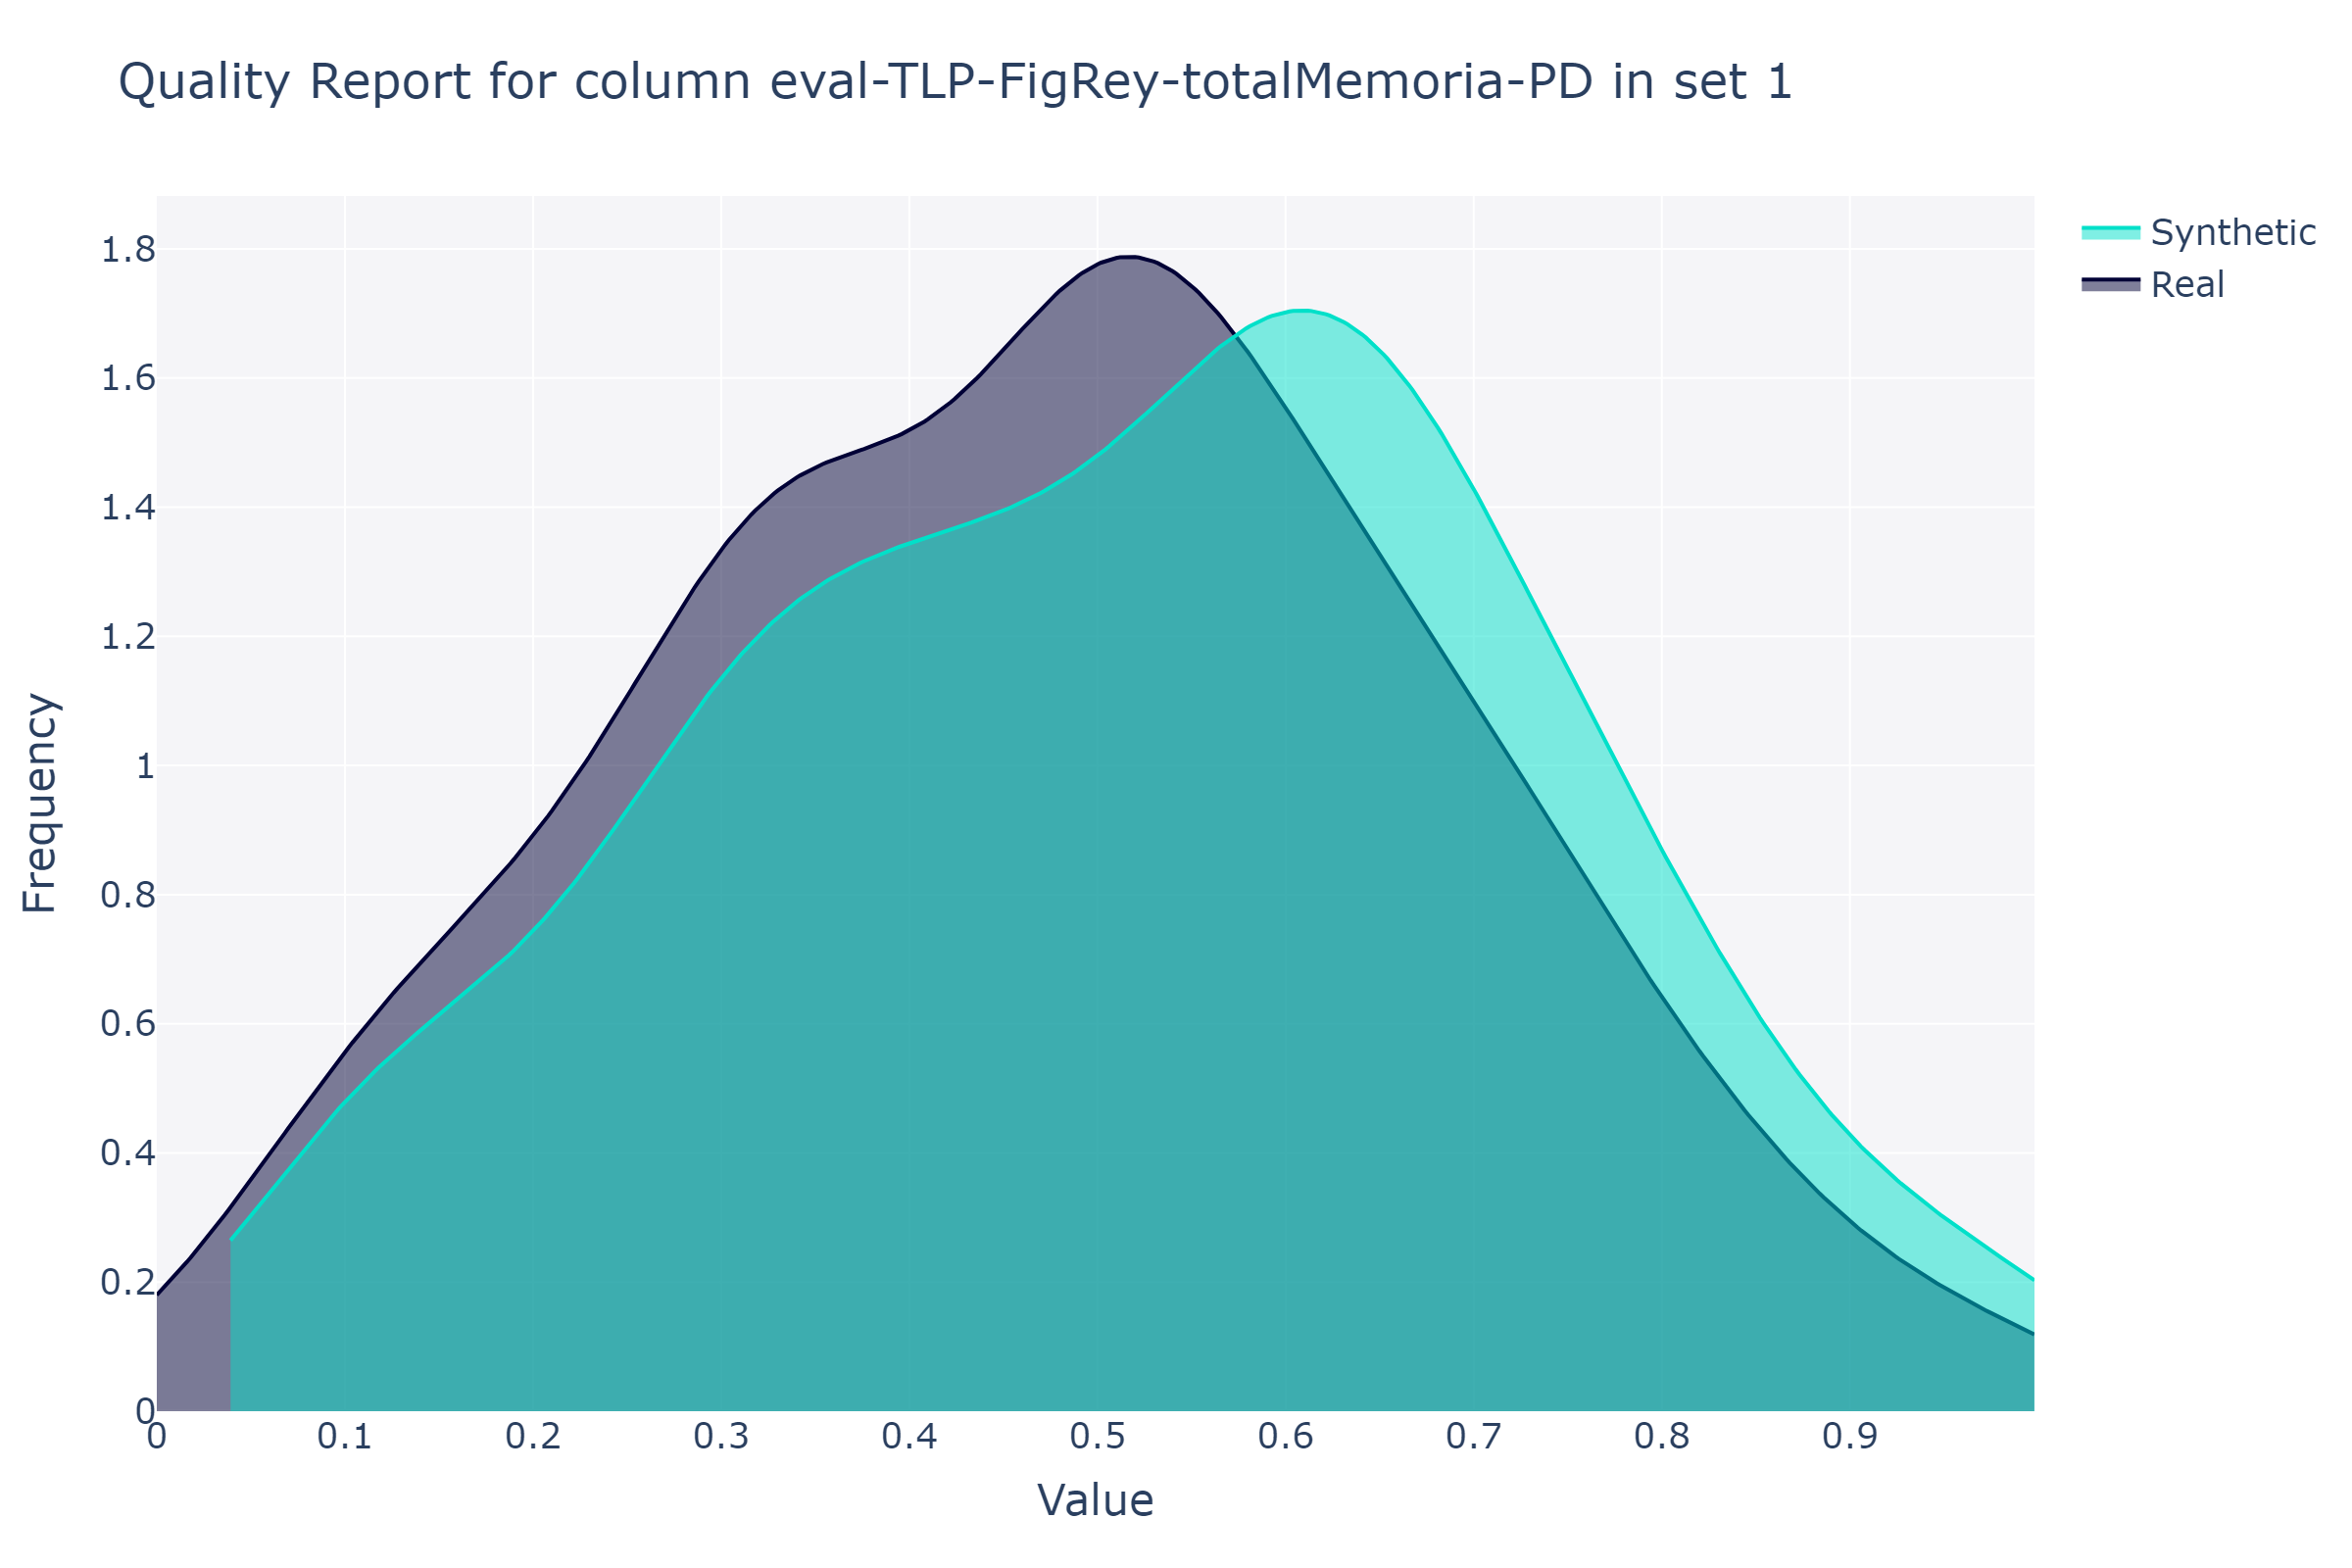 Quality Report for column eval-TLP-FigRey-totalMemoria-PD in set 1
Synthetic
Real
1.8
1.6
1.4
1.2
1
0.8
0.6
0.4
0.2
0
Frequency
0 0.1 0.2 0.3 0.4 0.5 0.6 0.7 0.8 0.9
Value